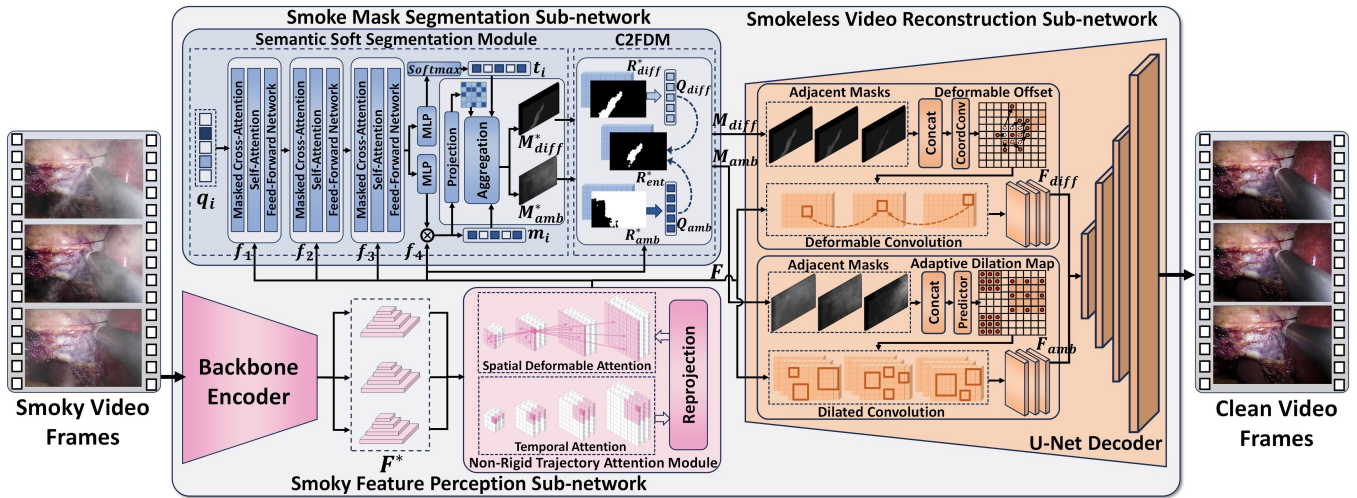 Smoke Mask Segmentation Sub-network
Smokeless Video Reconstruction Sub-network
Semantic Soft Segmentation Module
C2FDM
q_i
Masked Cross-Attention
Self-Attention
Feed-Forward Network
Masked Cross-Attention
Self-Attention
Feed-Forward Network
Masked Cross-Attention
Self-Attention
Feed-Forward Network
f_1
f_2
f_3
f_4
Softmax
t_i
MLP
MLP
Projection
Aggregation
m_i
M*_diff
M*_amb
R*_diff
Q_diff
R*_ent
R*_amb
Q_amb
M_diff
M_amb
F
Adjacent Masks
Concat
CoordConv
Deformable Offset
Deformable Convolution
F_diff
Adjacent Masks
Concat
Predictor
Adaptive Dilation Map
Dilated Convolution
F_amb
U-Net Decoder
Smoky Video
Frames
Backbone
Encoder
F*
Spatial Deformable Attention
Temporal Attention
Reprojection
Non-Rigid Trajectory Attention Module
Smoky Feature Perception Sub-network
Clean Video
Frames